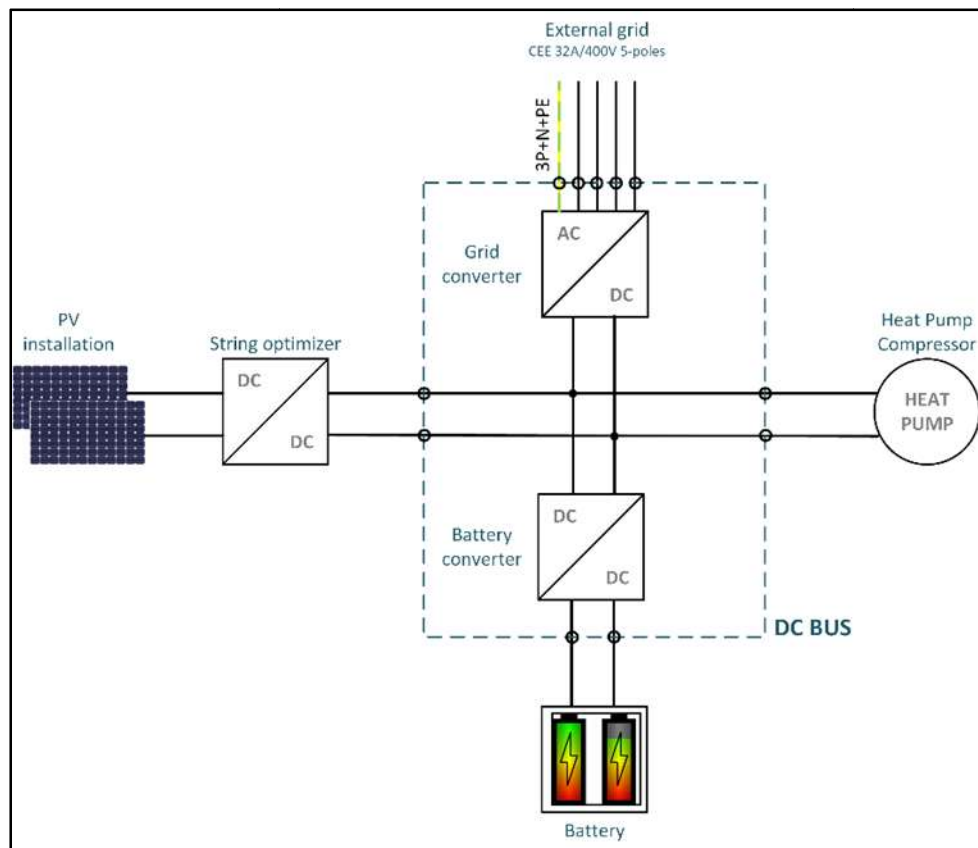 External grid
CEE 32A/400V 5-poles
3P+N+PE
AC
DC
Grid
converter
PV
installation
String optimizer
DC
DC
Heat Pump
Compressor
HEAT
PUMP
DC
DC
Battery
converter
DC BUS
Battery